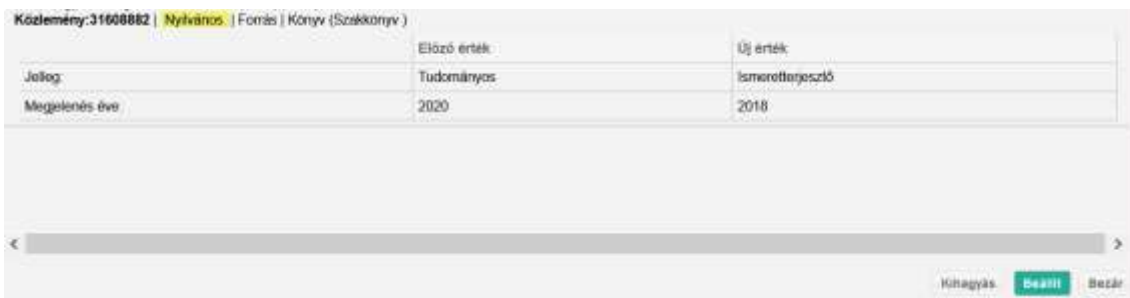 Közlemény:31608882 | Nyilvános | Forrás | Könyv (Szakkönyv )
Előző érték Új érték
Jelleg: Tudományos Ismeretterjesztő
Megjelenés éve 2020 2018
Kihagyás Beállít Bezár